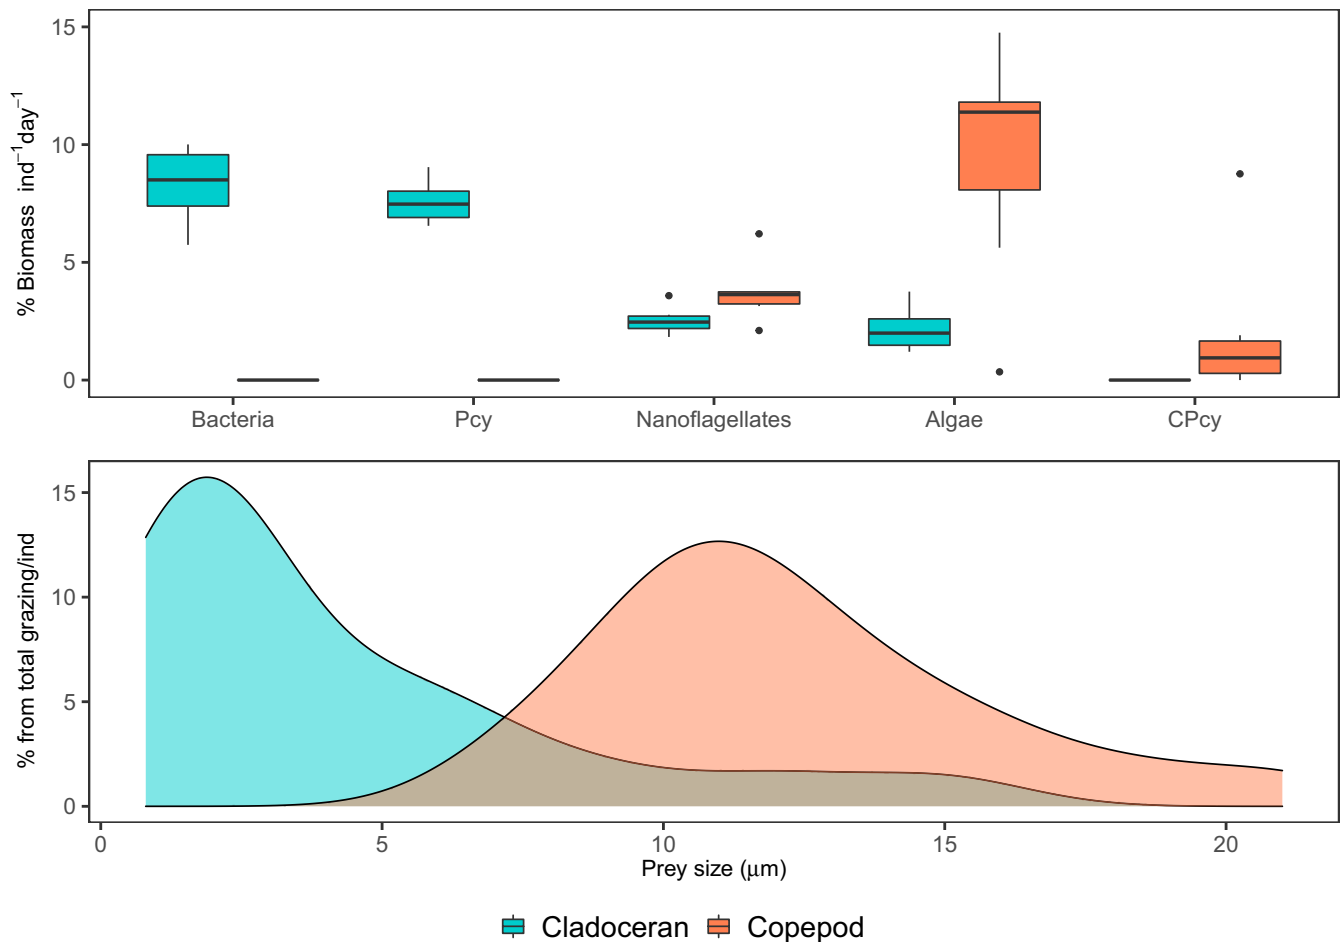 15
10
5
0
% Biomass ind⁻¹day⁻¹
Bacteria Pcy Nanoflagellates Algae CPcy
15
10
5
0
% from total grazing/ind
0 5 10 15 20
Prey size (μm)
Cladoceran Copepod